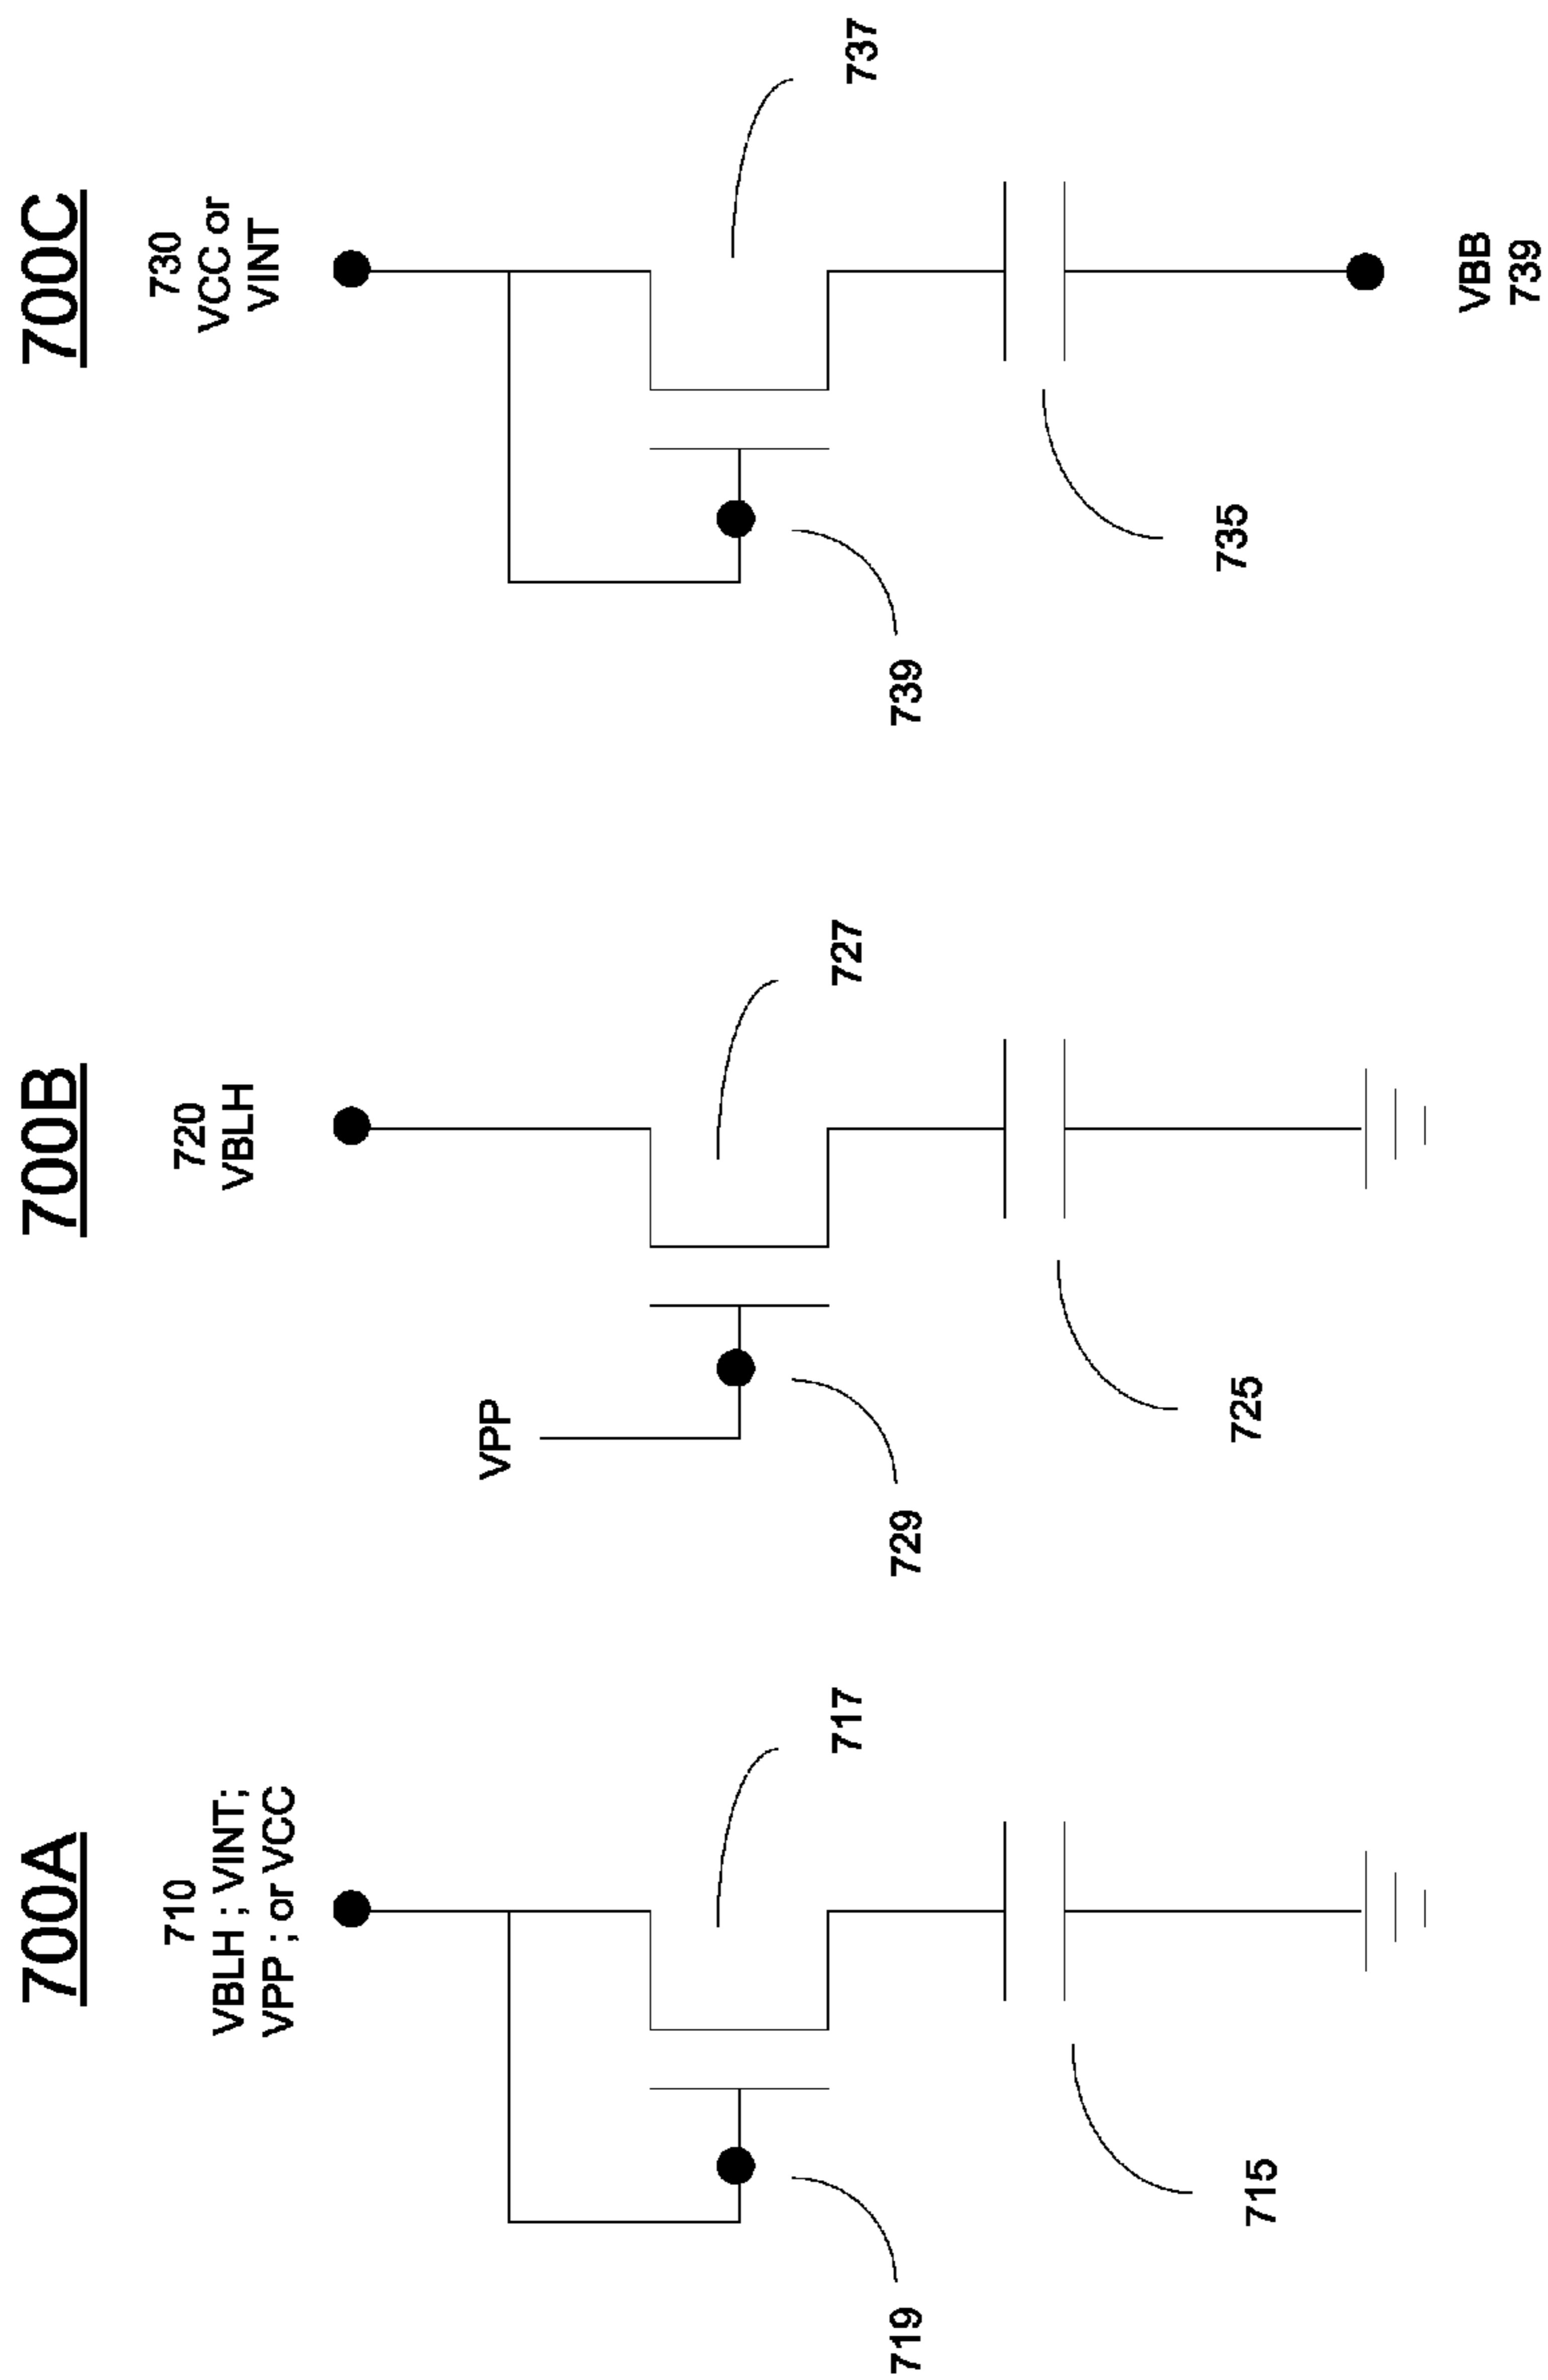 700A
710
VBLH ; VINT;
VPP ; or VCC
717
719
715
700B
720
VBLH
VPP
727
729
725
700C
730
VCC or
VINT
737
739
735
VBB
739